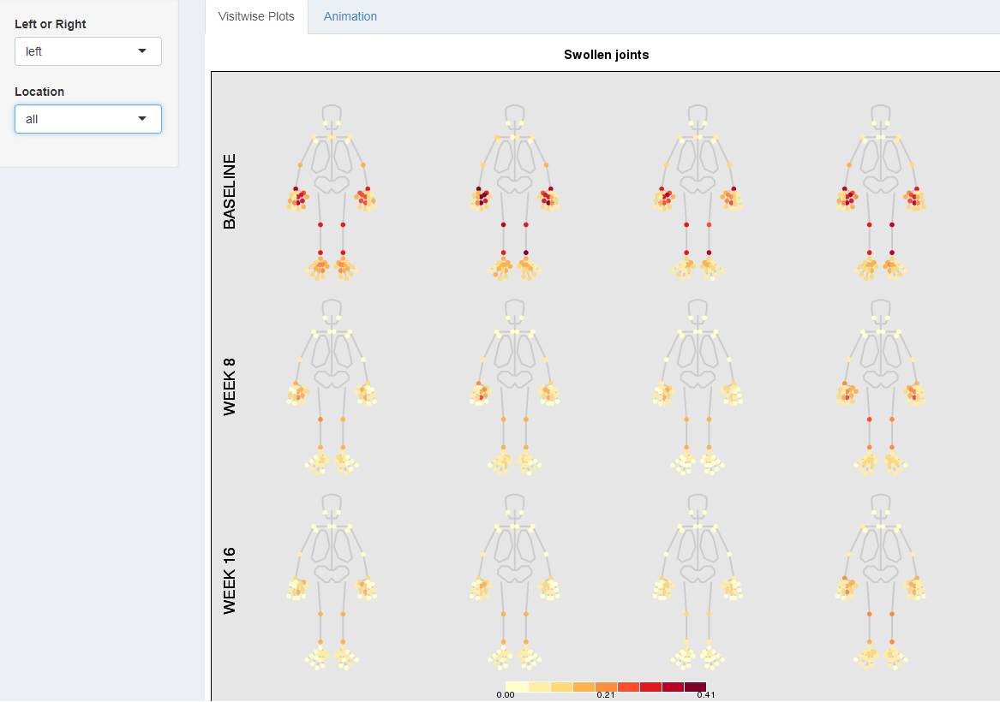 Left or Right
left
Location
all
Visitwise Plots
Animation
Swollen joints
BASELINE
WEEK 8
WEEK 16
0.00 0.21 0.41